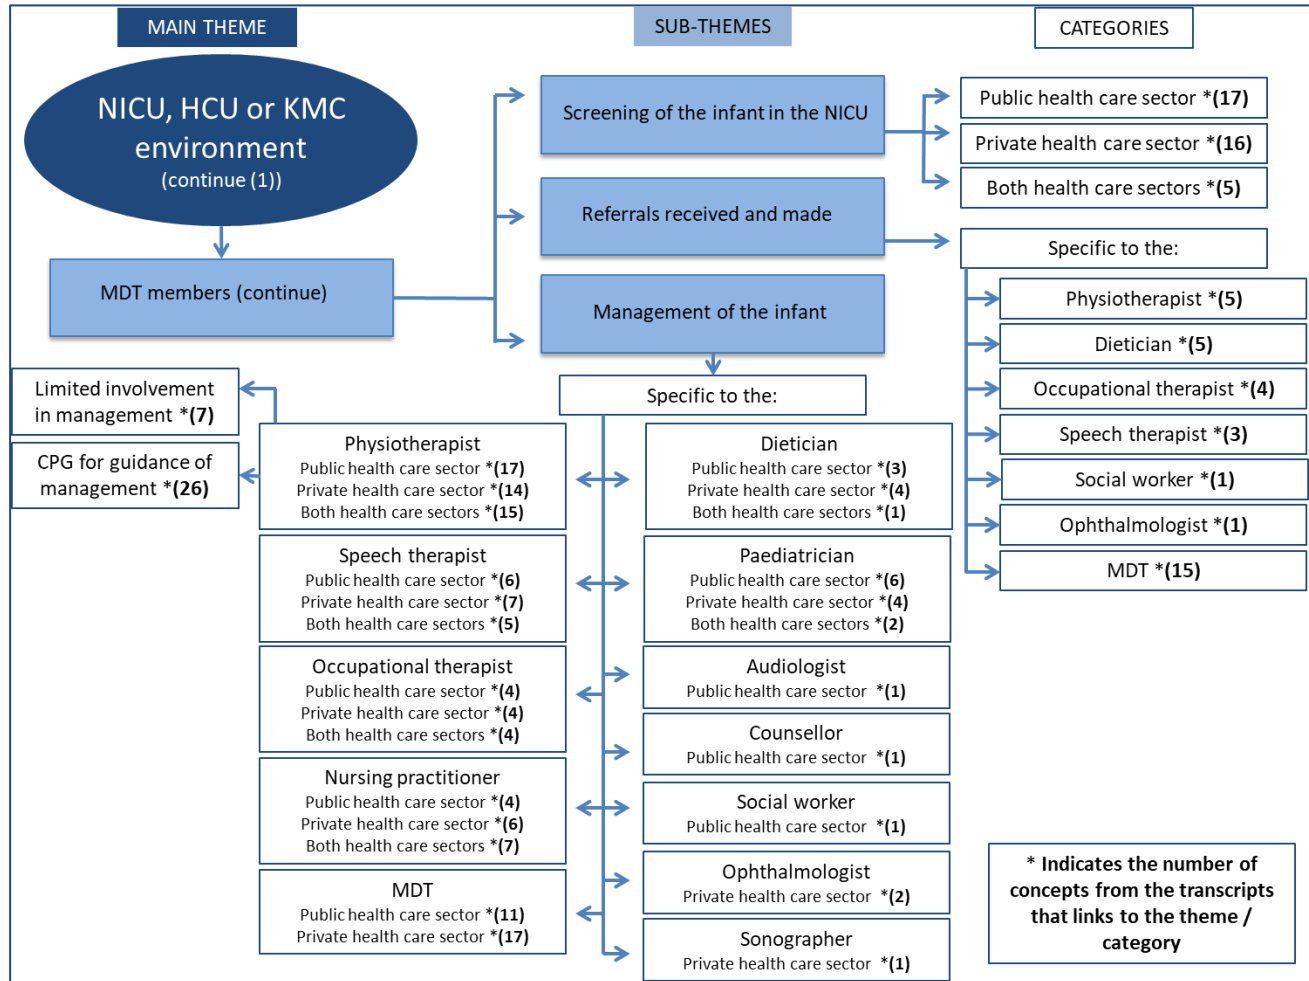 MAIN THEME
SUB-THEMES
CATEGORIES
NICU, HCU or KMC
environment
(continue (1))
MDT members (continue)
Screening of the infant in the NICU
Referrals received and made
Management of the infant
Public health care sector *(17)
Private health care sector *(16)
Both health care sectors *(5)
Specific to the:
Physiotherapist *(5)
Dietician *(5)
Occupational therapist *(4)
Speech therapist *(3)
Social worker *(1)
Ophthalmologist *(1)
MDT *(15)
Limited involvement
in management *(7)
CPG for guidance of
management *(26)
Specific to the:
Physiotherapist
Public health care sector *(17)
Private health care sector *(14)
Both health care sectors *(15)
Speech therapist
Public health care sector *(6)
Private health care sector *(7)
Both health care sectors *(5)
Occupational therapist
Public health care sector *(4)
Private health care sector *(4)
Both health care sectors *(4)
Nursing practitioner
Public health care sector *(4)
Private health care sector *(6)
Both health care sectors *(7)
MDT
Public health care sector *(11)
Private health care sector *(17)
Dietician
Public health care sector *(3)
Private health care sector *(4)
Both health care sectors *(1)
Paediatrician
Public health care sector *(6)
Private health care sector *(4)
Both health care sectors *(2)
Audiologist
Public health care sector *(1)
Counsellor
Public health care sector *(1)
Social worker
Public health care sector *(1)
Ophthalmologist
Private health care sector *(2)
Sonographer
Private health care sector *(1)
* Indicates the number of
concepts from the transcripts
that links to the theme /
category